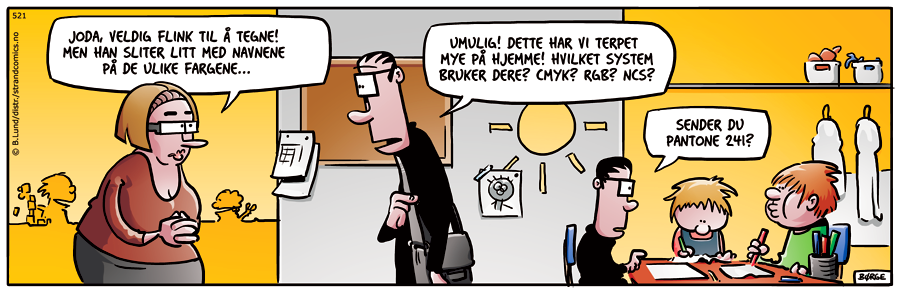 521
© B.Lund/distr./strandcomics.no
JODA, VELDIG FLINK TIL Å TEGNE!
MEN HAN SLITER LITT MED NAVNENE
PÅ DE ULIKE FARGENE...
UMULIG! DETTE HAR VI TERPET
MYE PÅ HJEMME! HVILKET SYSTEM
BRUKER DERE? CMYK? RGB? NCS?
SENDER DU
PANTONE 241?
BØRGE